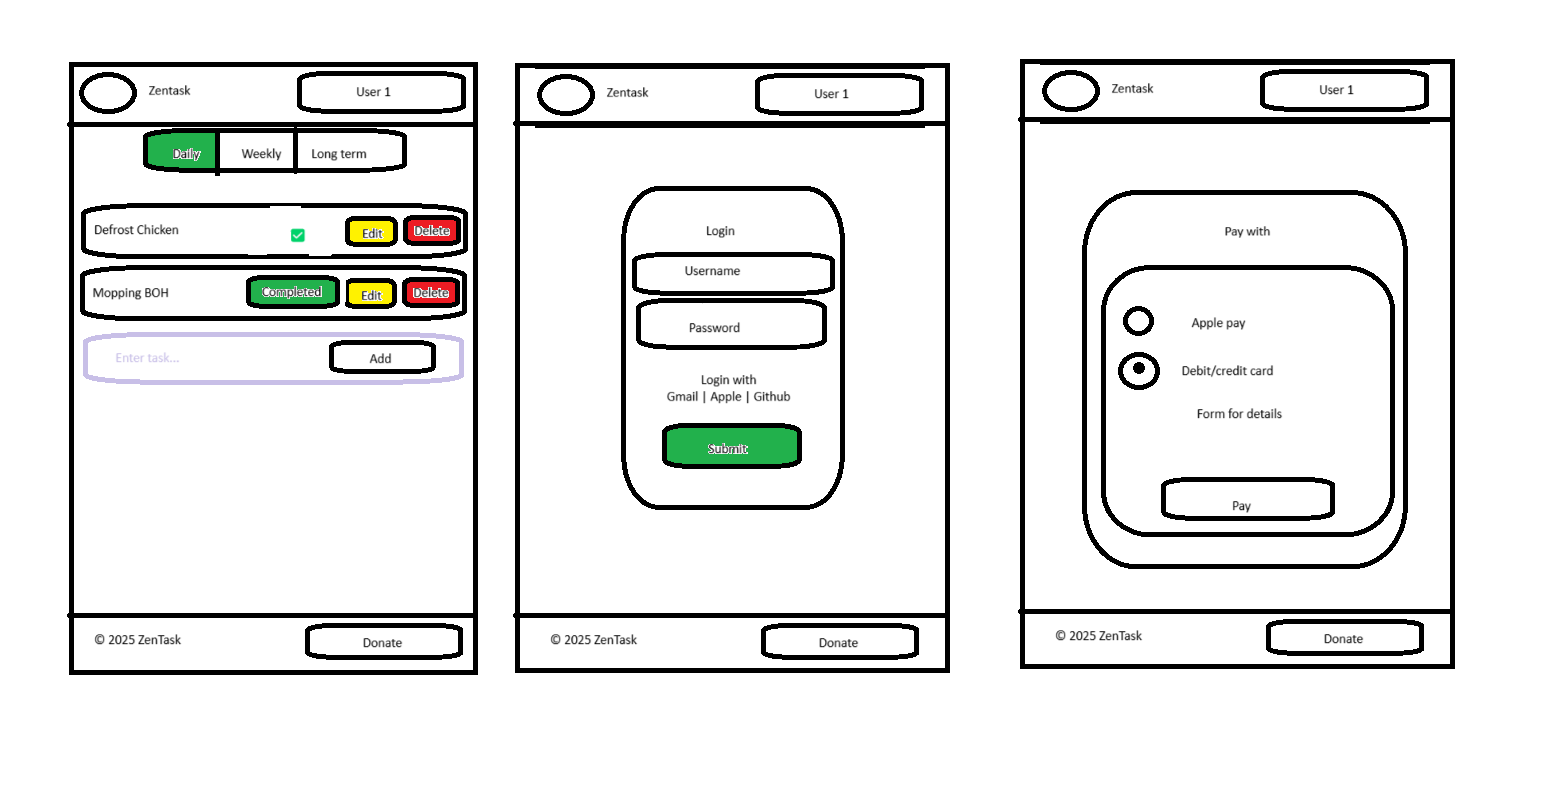 Zentask
User 1
Daily
Weekly
Long term
Defrost Chicken
Edit
Delete
Mopping BOH
Completed
Edit
Delete
Enter task...
Add
© 2025 ZenTask
Donate
Zentask
User 1
Login
Username
Password
Login with
Gmail | Apple | Github
Submit
© 2025 ZenTask
Donate
Zentask
User 1
Pay with
Apple pay
Debit/credit card
Form for details
Pay
© 2025 ZenTask
Donate